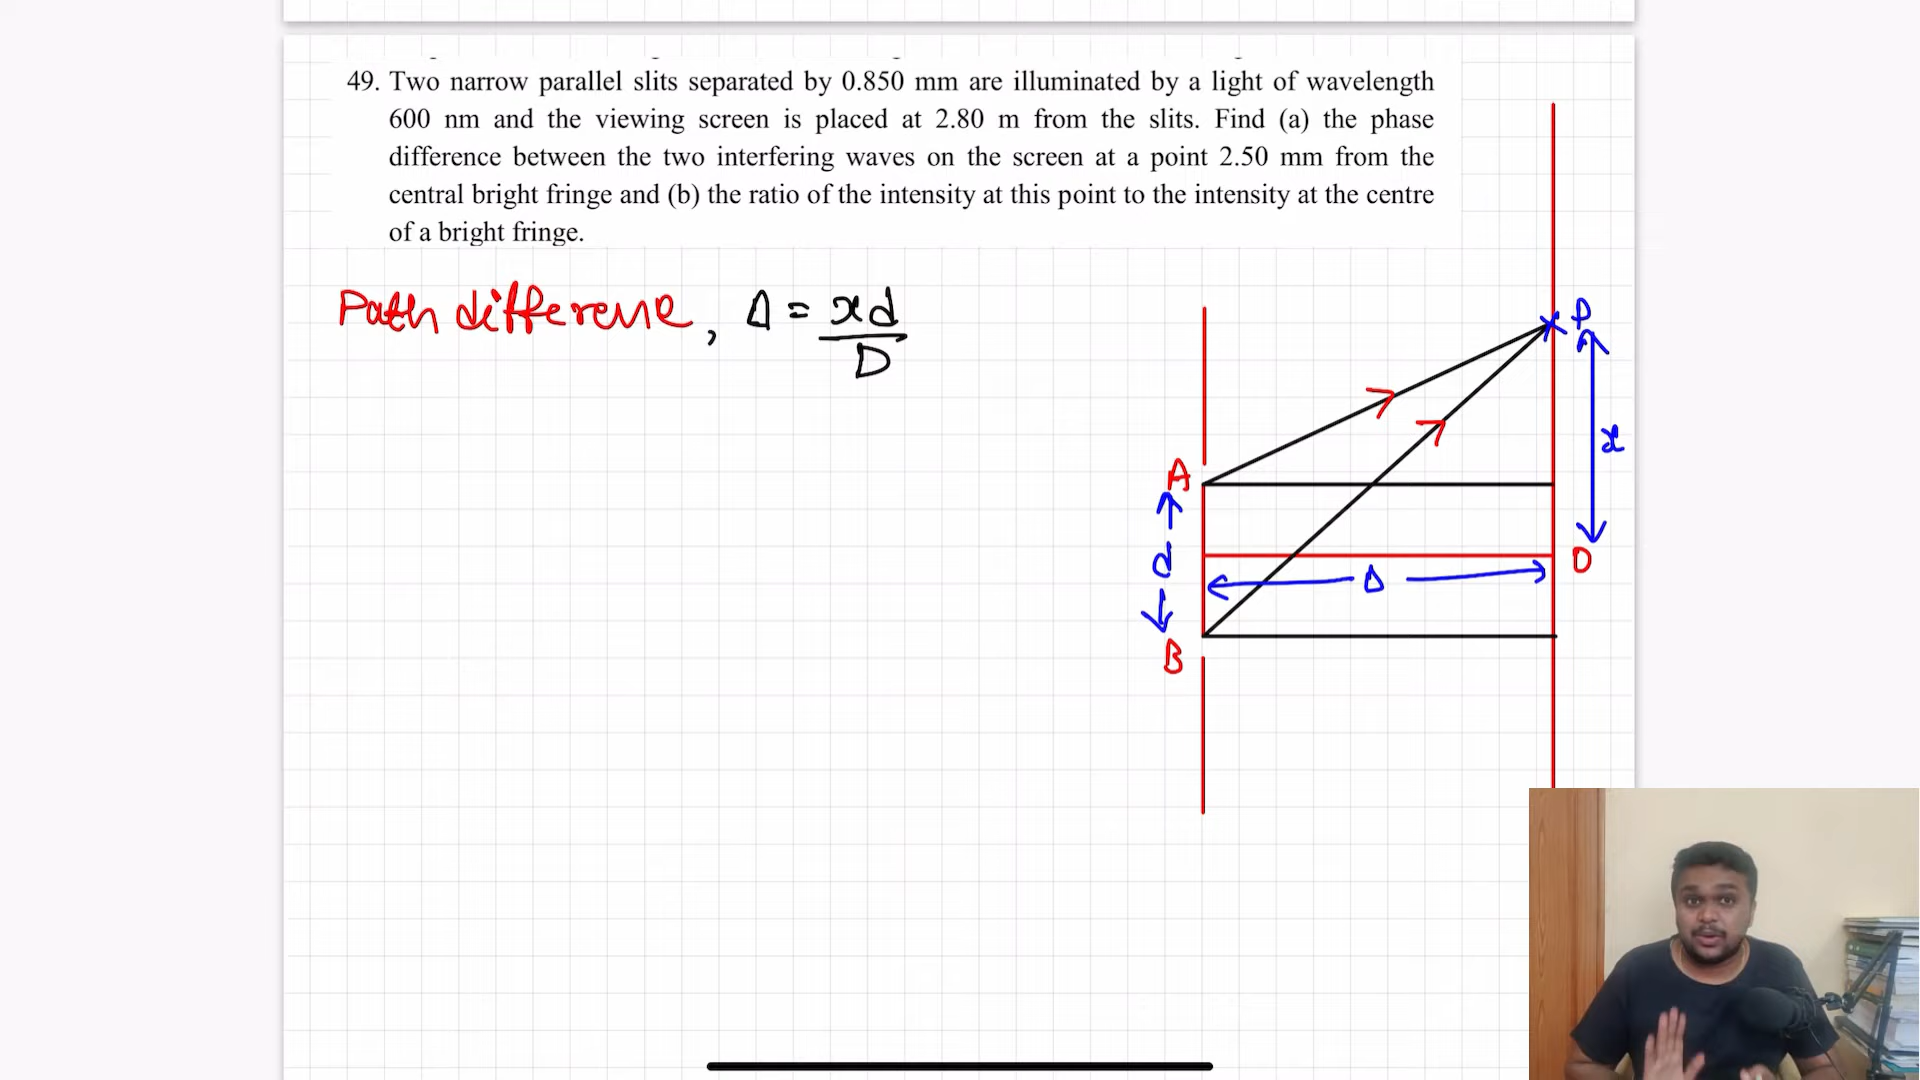 49. Two narrow parallel slits separated by 0.850 mm are illuminated by a light of wavelength
600 nm and the viewing screen is placed at 2.80 m from the slits. Find (a) the phase
difference between the two interfering waves on the screen at a point 2.50 mm from the
central bright fringe and (b) the ratio of the intensity at this point to the intensity at the centre
of a bright fringe.
Path difference, Δ = xd
D
P
x
A
d
O
D
B